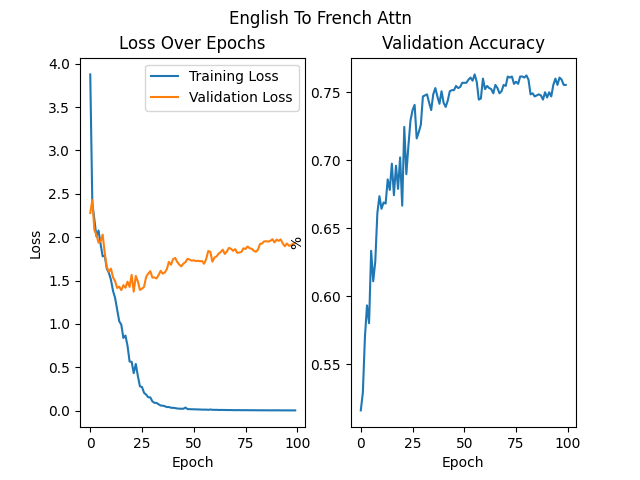 English To French Attn
Loss Over Epochs
Validation Accuracy
Training Loss
Validation Loss
Loss
4.0
3.5
3.0
2.5
2.0
1.5
1.0
0.5
0.0
0 25 50 75 100
Epoch
%
0.75
0.70
0.65
0.60
0.55
0 25 50 75 100
Epoch